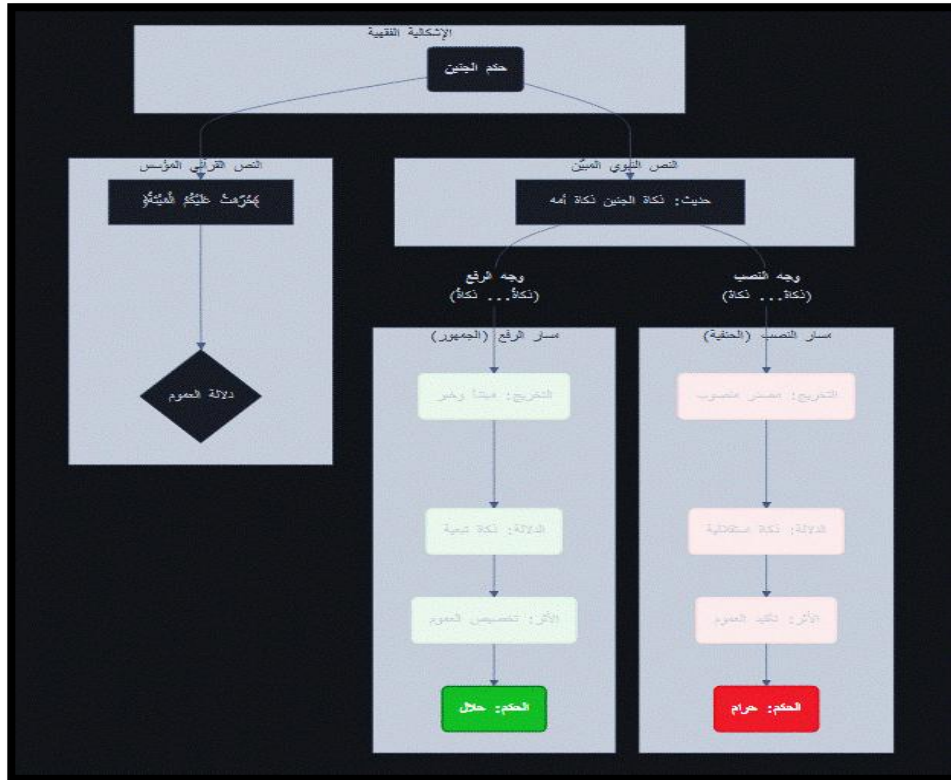 الإشكالية الفقهية
حكم الجنين
النص القرآني المؤسس
﴿حُرِّمَتْ عَلَيْكُمُ الْمَيْتَةُ﴾
دلالة العموم
النص النبوي المبيّن
حديث: ذكاة الجنين ذكاة أمه
وجه الرفع
(ذكاةُ... ذكاةُ)
وجه النصب
(ذكاة... ذكاة)
مسار الرفع (الجمهور)
التخريج: مبتدأ وخبر
الدلالة: ذكاة تبعية
الأثر: تخصيص العموم
الحكم: حلال
مسار النصب (الحنفية)
التخريج: مصدر منصوب
الدلالة: ذكاة استقلالية
الأثر: تأكيد العموم
الحكم: حرام